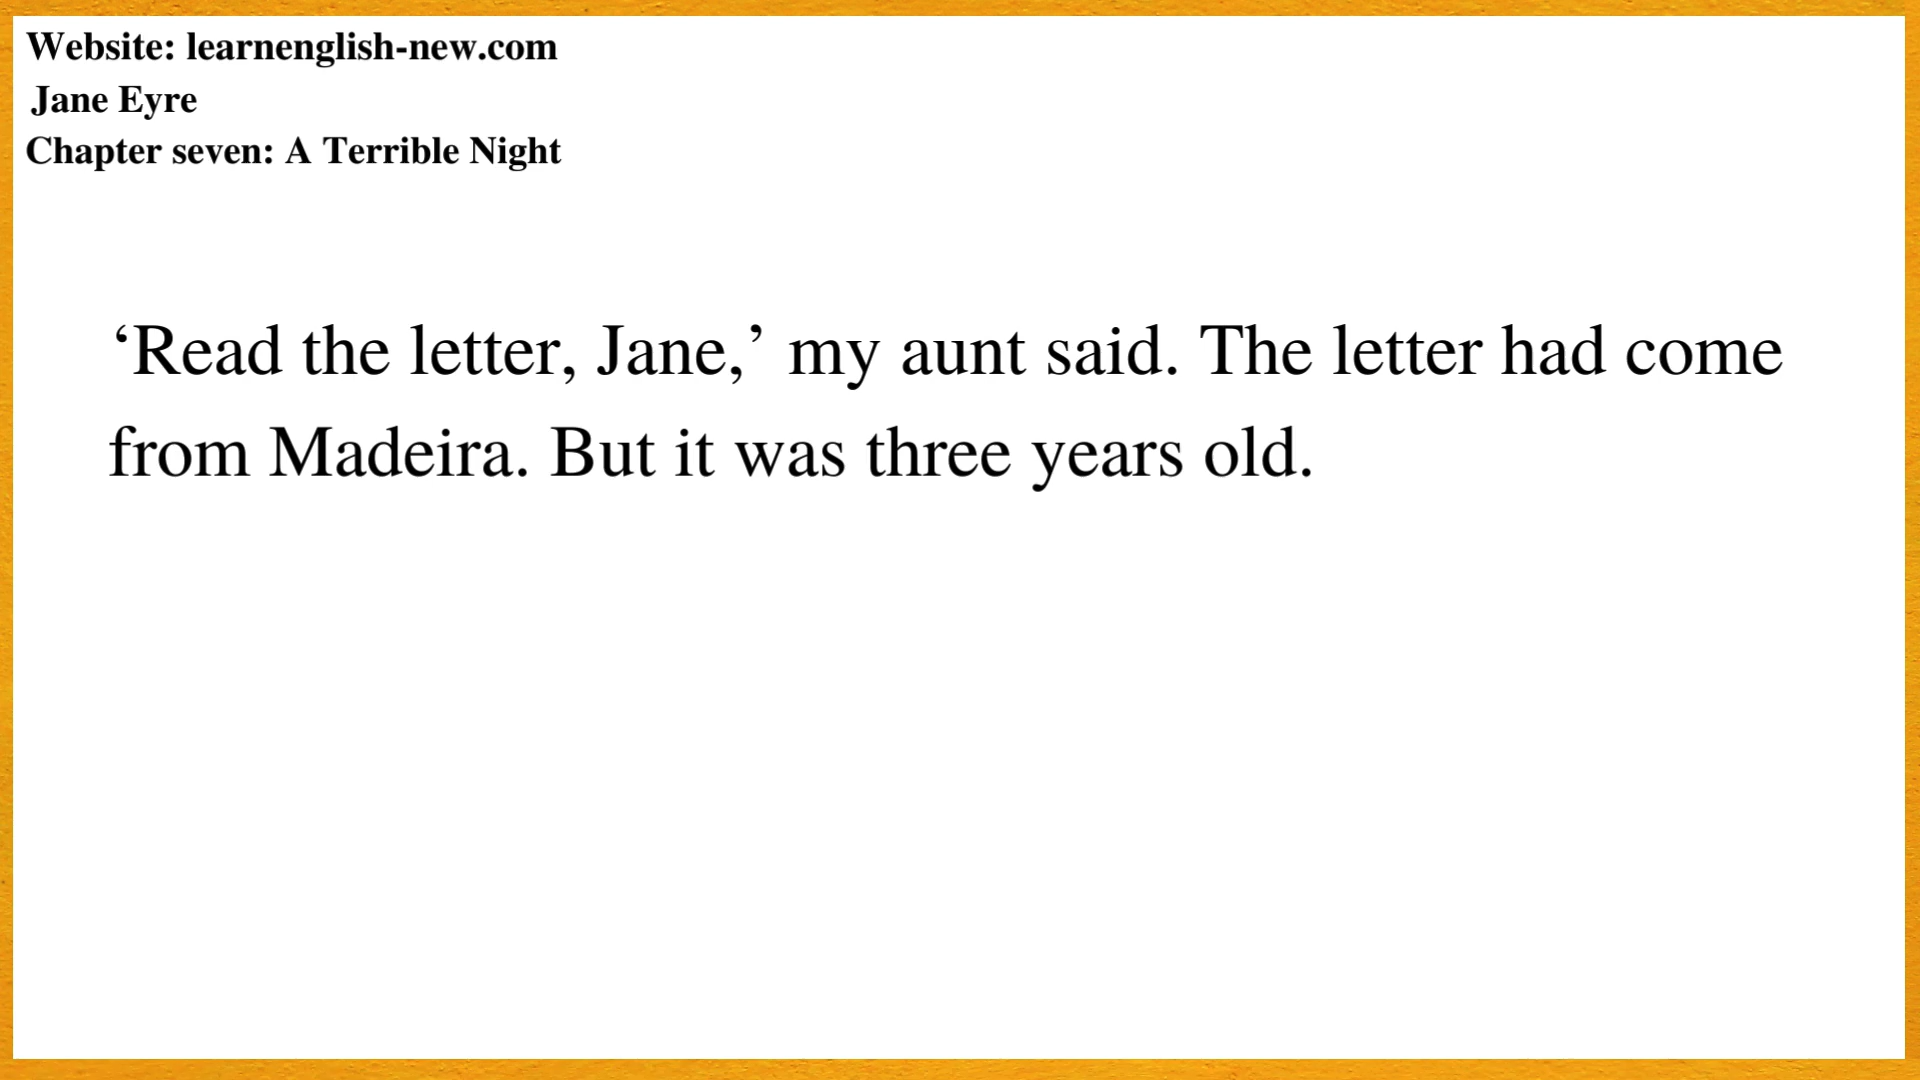 Website: learnenglish-new.com
Jane Eyre
Chapter seven: A Terrible Night
‘Read the letter, Jane,’ my aunt said. The letter had come
from Madeira. But it was three years old.